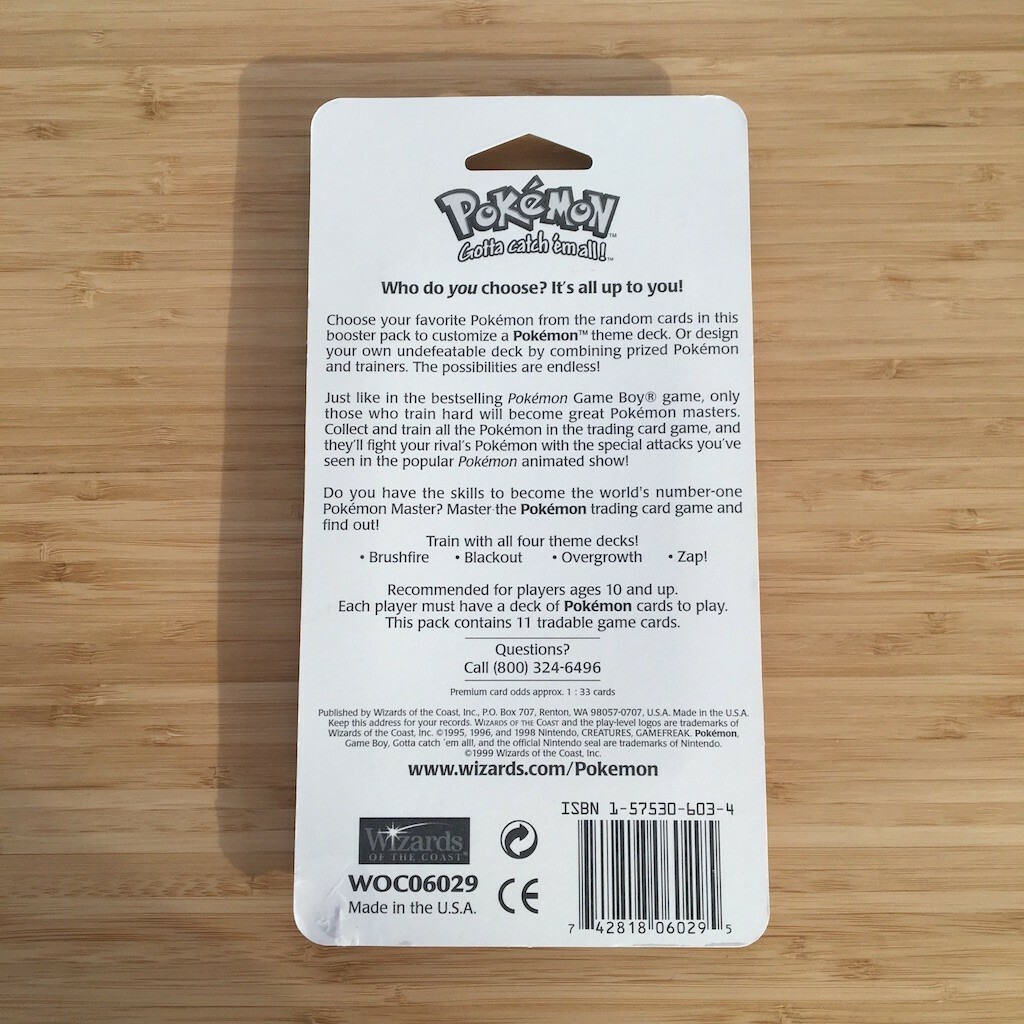 POKéMON™
Gotta catch 'em all!™
Who do you choose? It's all up to you!
Choose your favorite Pokémon from the random cards in this
booster pack to customize a Pokémon™ theme deck. Or design
your own undefeatable deck by combining prized Pokémon
and trainers. The possibilities are endless!
Just like in the bestselling Pokémon Game Boy® game, only
those who train hard will become great Pokémon masters.
Collect and train all the Pokémon in the trading card game, and
they'll fight your rival's Pokémon with the special attacks you've
seen in the popular Pokémon animated show!
Do you have the skills to become the world's number-one
Pokémon Master? Master the Pokémon trading card game and
find out!
Train with all four theme decks!
• Brushfire • Blackout • Overgrowth • Zap!
Recommended for players ages 10 and up.
Each player must have a deck of Pokémon cards to play.
This pack contains 11 tradable game cards.
Questions?
Call (800) 324-6496
Premium card odds approx. 1 : 33 cards
Published by Wizards of the Coast, Inc., P.O. Box 707, Renton, WA 98057-0707, U.S.A. Made in the U.S.A.
Keep this address for your records. WIZARDS OF THE COAST and the play-level logos are trademarks of
Wizards of the Coast, Inc. ©1995, 1996, and 1998 Nintendo, CREATURES, GAMEFREAK. Pokémon,
Game Boy, Gotta catch 'em all!, and the official Nintendo seal are trademarks of Nintendo.
©1999 Wizards of the Coast, Inc.
www.wizards.com/Pokemon
ISBN 1-57530-603-4
Wizards
OF THE COAST®
WOC06029
Made in the U.S.A.
CE
7 42818 06029 5